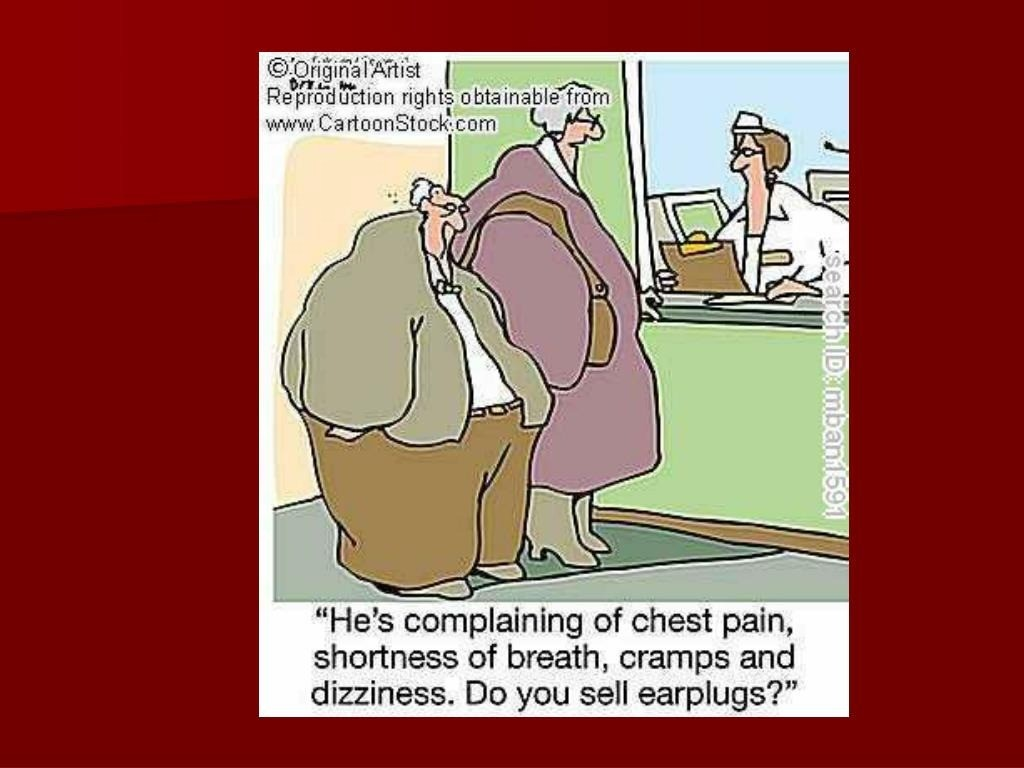 © Original Artist
Reproduction rights obtainable from
www.CartoonStock.com
search ID: mban1591
“He’s complaining of chest pain,
shortness of breath, cramps and
dizziness. Do you sell earplugs?”